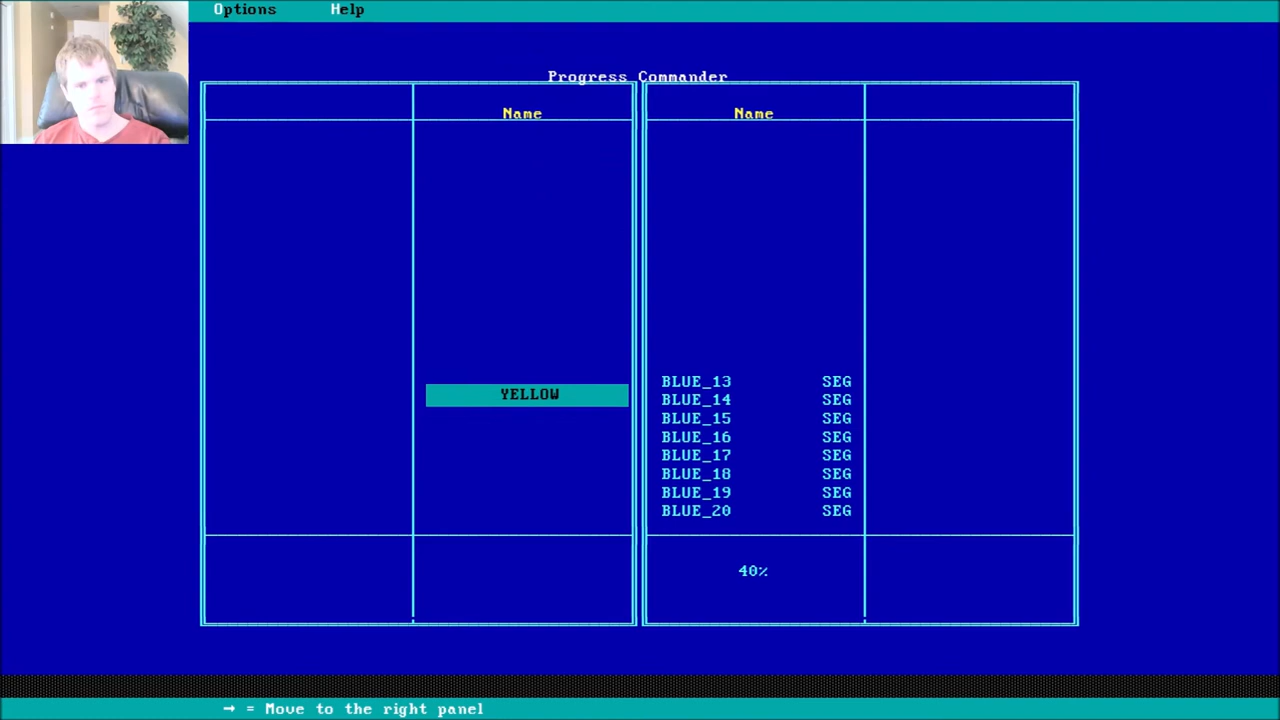 Options Help
Progress Commander
Name Name
BLUE_13 SEG
YELLOW
BLUE_14 SEG
BLUE_15 SEG
BLUE_16 SEG
BLUE_17 SEG
BLUE_18 SEG
BLUE_19 SEG
BLUE_20 SEG
40%
→ = Move to the right panel